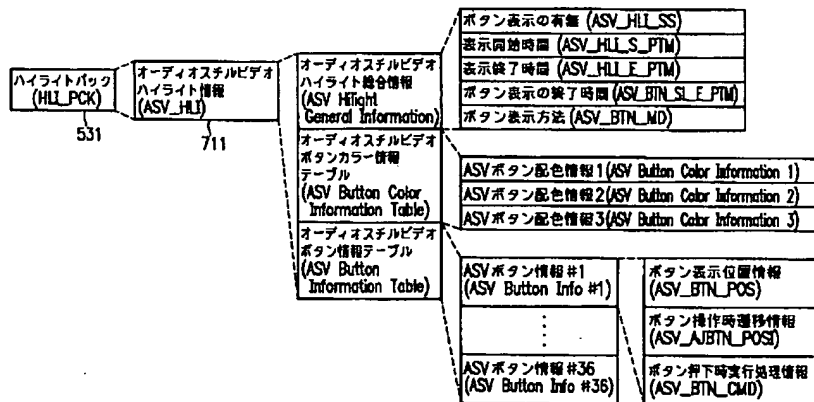 ハイライトパック
(HLI_PCK)
531
オーディオスチルビデオ
ハイライト情報
(ASV_HLI)
711
オーディオスチルビデオ
ハイライト総合情報
(ASV Hilight
General Information)
オーディオスチルビデオ
ボタンカラー情報
テーブル
(ASV Button Color
Information Table)
オーディオスチルビデオ
ボタン情報テーブル
(ASV Button
Information Table)
ボタン表示の有無 (ASV_HLI_SS)
表示開始時間 (ASV_HLI_S_PTM)
表示終了時間 (ASV_HLI_E_PTM)
ボタン表示の終了時間 (ASV_BTN_SL_E_PTM)
ボタン表示方法 (ASV_BTN_MD)
ASVボタン配色情報1(ASV Button Color Information 1)
ASVボタン配色情報2(ASV Button Color Information 2)
ASVボタン配色情報3(ASV Button Color Information 3)
ASVボタン情報#1
(ASV Button Info #1)
⋮
ASVボタン情報#36
(ASV Button Info #36)
ボタン表示位置情報
(ASV_BTN_POS)
ボタン操作時遷移情報
(ASV_AJBTN_POSI)
ボタン押下時実行処理情報
(ASV_BTN_CMD)